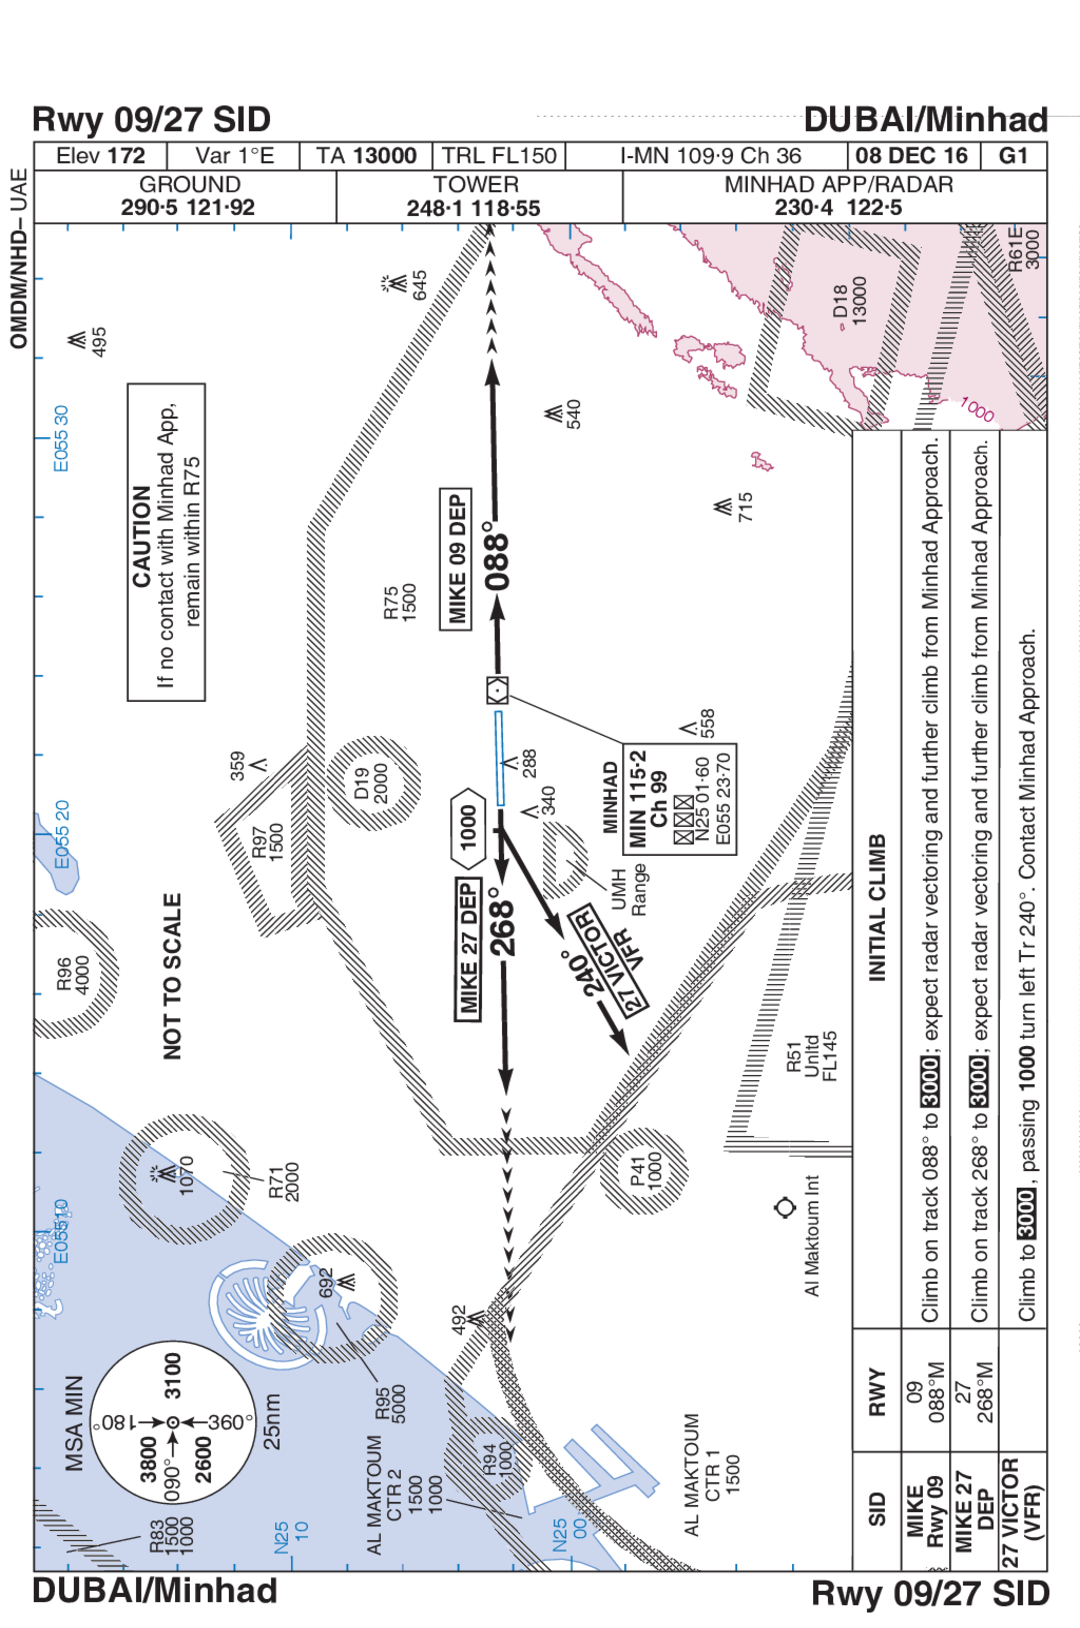 Rwy 09/27 SID
DUBAI/Minhad
Elev 172
Var 1°E
TA 13000
TRL FL150
I-MN 109·9 Ch 36
08 DEC 16
G1
GROUND
290·5 121·92
TOWER
248·1 118·55
MINHAD APP/RADAR
230·4 122·5
OMDM/NHD– UAE
495
645
E055 30
CAUTION
If no contact with Minhad App,
remain within R75
540
D18
13000
R61E
3000
1000
715
MIKE 09 DEP
088°
R75
1500
359
D19
2000
R97
1500
E055 20
288
340
558
MINHAD
MIN 115·2
Ch 99
N25 01·60
E055 23·70
1000
UMH
Range
MIKE 27 DEP
268°
240°
27 VICTOR
VFR
R96
4000
NOT TO SCALE
R51
Unltd
FL145
P41
1000
Al Maktoum Int
1070
R71
2000
E055 10
692
492
R95
5000
MSA MIN
180°
3100
360°
3800
090°
2600
25nm
R83
1500
1000
N25
10
AL MAKTOUM
CTR 2
1500
1000
R94
1000
N25
00
AL MAKTOUM
CTR 1
1500
SID
RWY
INITIAL CLIMB
MIKE
Rwy 09
09
088°M
Climb on track 088° to 3000; expect radar vectoring and further climb from Minhad Approach.
MIKE 27
DEP
27
268°M
Climb on track 268° to 3000; expect radar vectoring and further climb from Minhad Approach.
27 VICTOR
(VFR)
Climb to 3000, passing 1000 turn left Tr 240°. Contact Minhad Approach.
DUBAI/Minhad
Rwy 09/27 SID